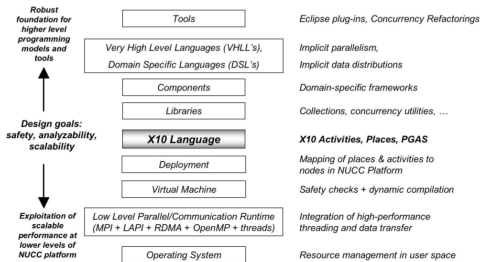 Robust
foundation for
higher level
programming
models and
tools
Design goals:
safety, analyzability,
scalability
Exploitation of
scalable
performance at
lower levels of
NUCC platform
Tools
Eclipse plug-ins, Concurrency Refactorings
Very High Level Languages (VHLL's),
Domain Specific Languages (DSL's)
Implicit parallelism,
Implicit data distributions
Components
Domain-specific frameworks
Libraries
Collections, concurrency utilities, …
X10 Language
X10 Activities, Places, PGAS
Deployment
Mapping of places & activities to
nodes in NUCC Platform
Virtual Machine
Safety checks + dynamic compilation
Low Level Parallel/Communication Runtime
(MPI + LAPI + RDMA + OpenMP + threads)
Integration of high-performance
threading and data transfer
Operating System
Resource management in user space